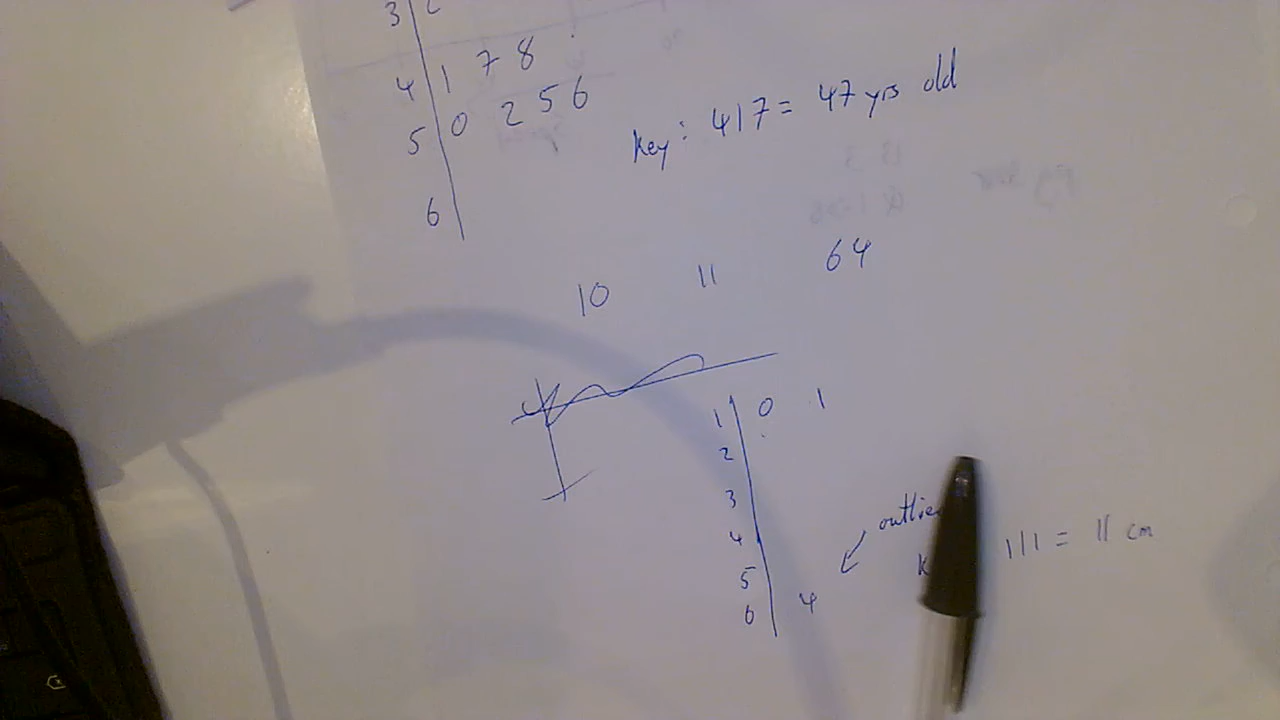 3 | 2
4 | 1 7 8
5 | 0 2 5 6
6 |
key: 4|7 = 47 yrs old
10 11 64
1 | 0 1
2 |
3 |
4 |
5 |
6 | 4
outlie
k 1|1 = 11 cm